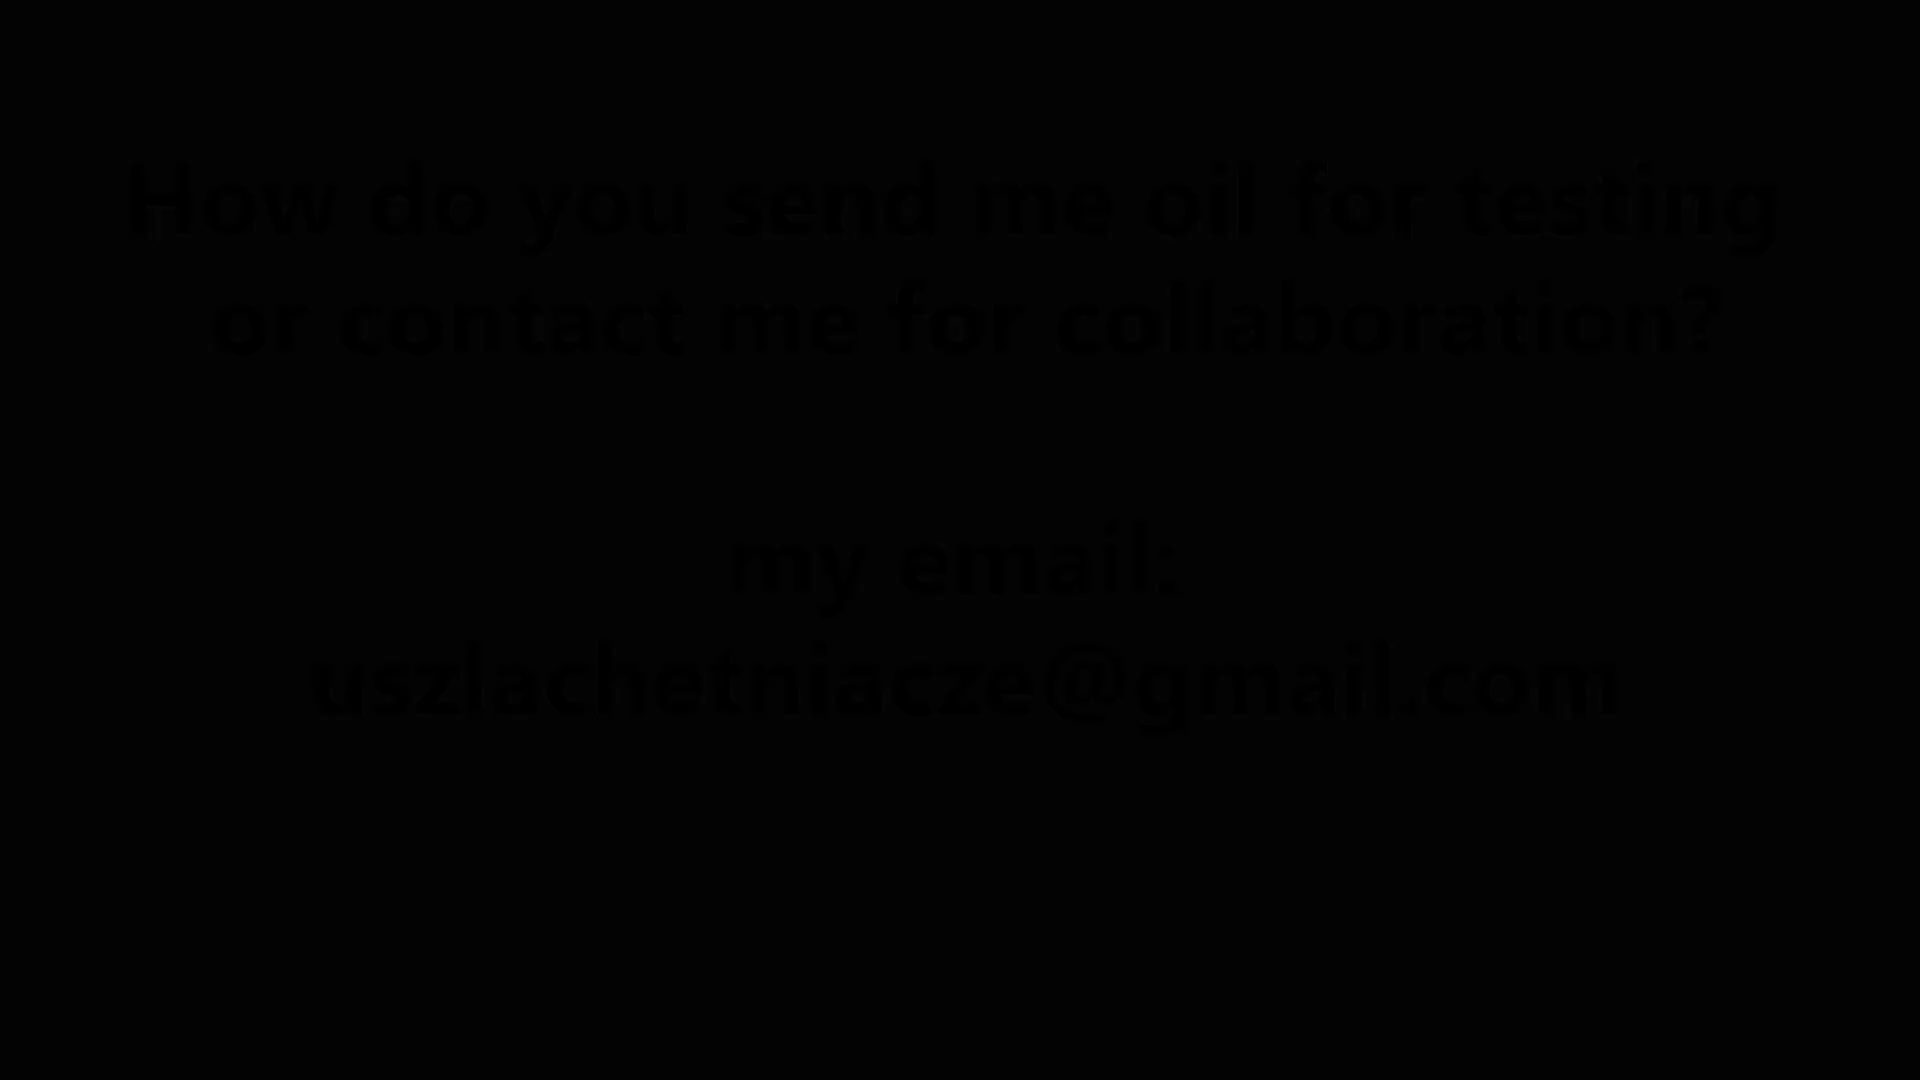 How do you send me oil for testing
or contact me for collaboration?
my email:
uszlachetniacze@gmail.com